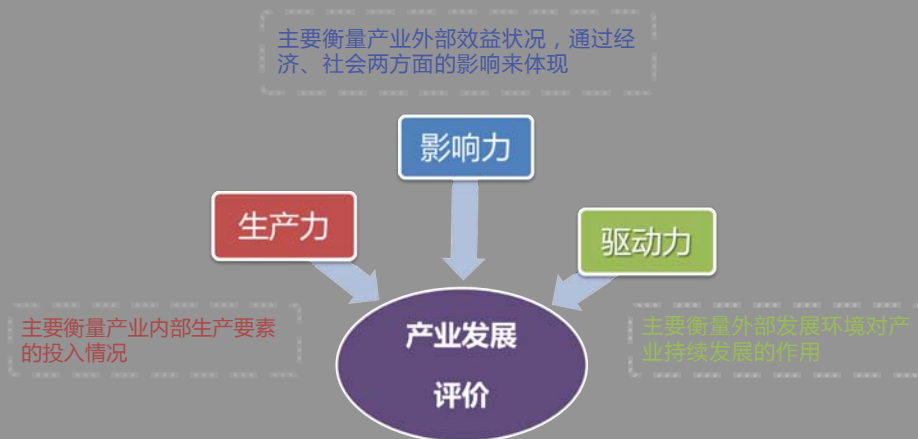 主要衡量产业外部效益状况，通过经
济、社会两方面的影响来体现
影响力
生产力
驱动力
主要衡量产业内部生产要素
的投入情况
产业发展
评价
主要衡量外部发展环境对产
业持续发展的作用